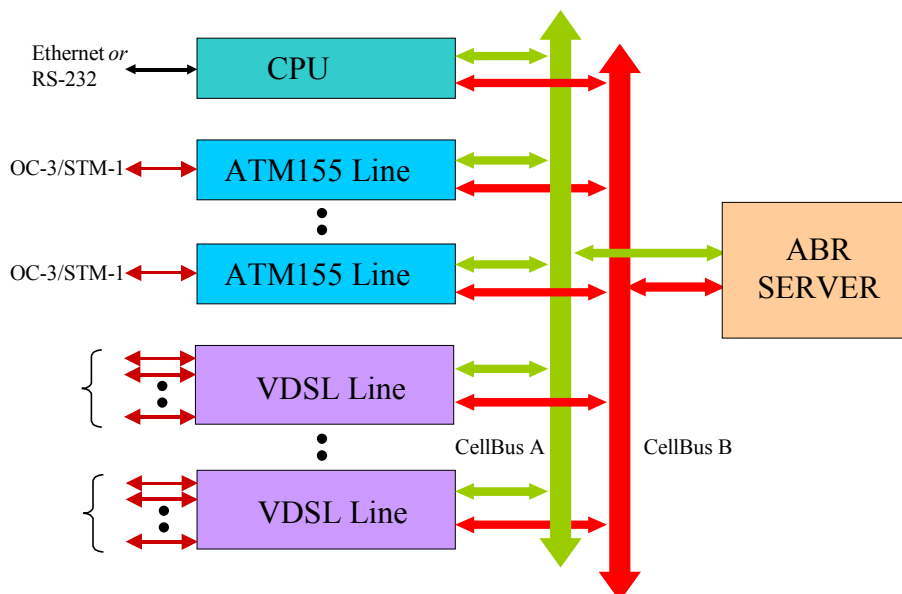 Ethernet or
RS-232
CPU
OC-3/STM-1
ATM155 Line
OC-3/STM-1
ATM155 Line
ABR
SERVER
VDSL Line
CellBus A
CellBus B
VDSL Line